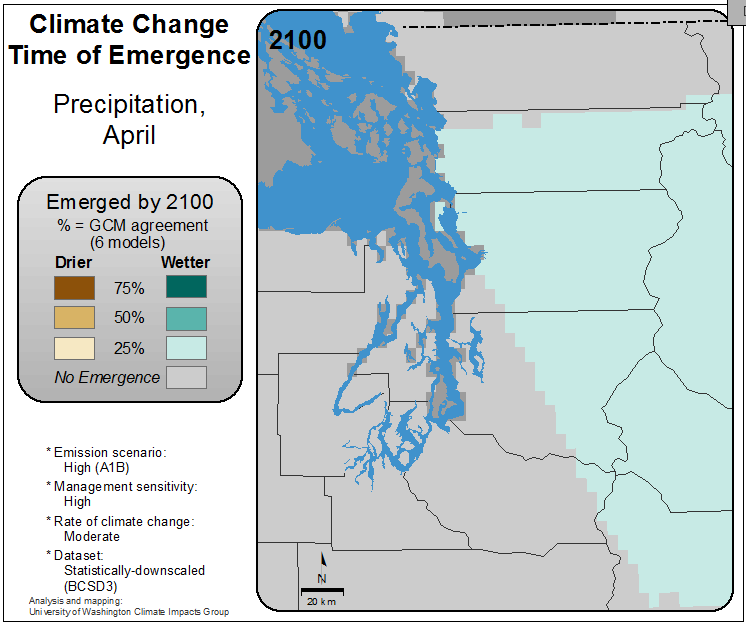 Climate Change
Time of Emergence
Precipitation,
April
Emerged by 2100
% = GCM agreement
(6 models)
Drier Wetter
75%
50%
25%
No Emergence
* Emission scenario:
High (A1B)
* Management sensitivity:
High
* Rate of climate change:
Moderate
* Dataset:
Statistically-downscaled
(BCSD3)
Analysis and mapping:
University of Washington Climate Impacts Group
2100
N
20 km